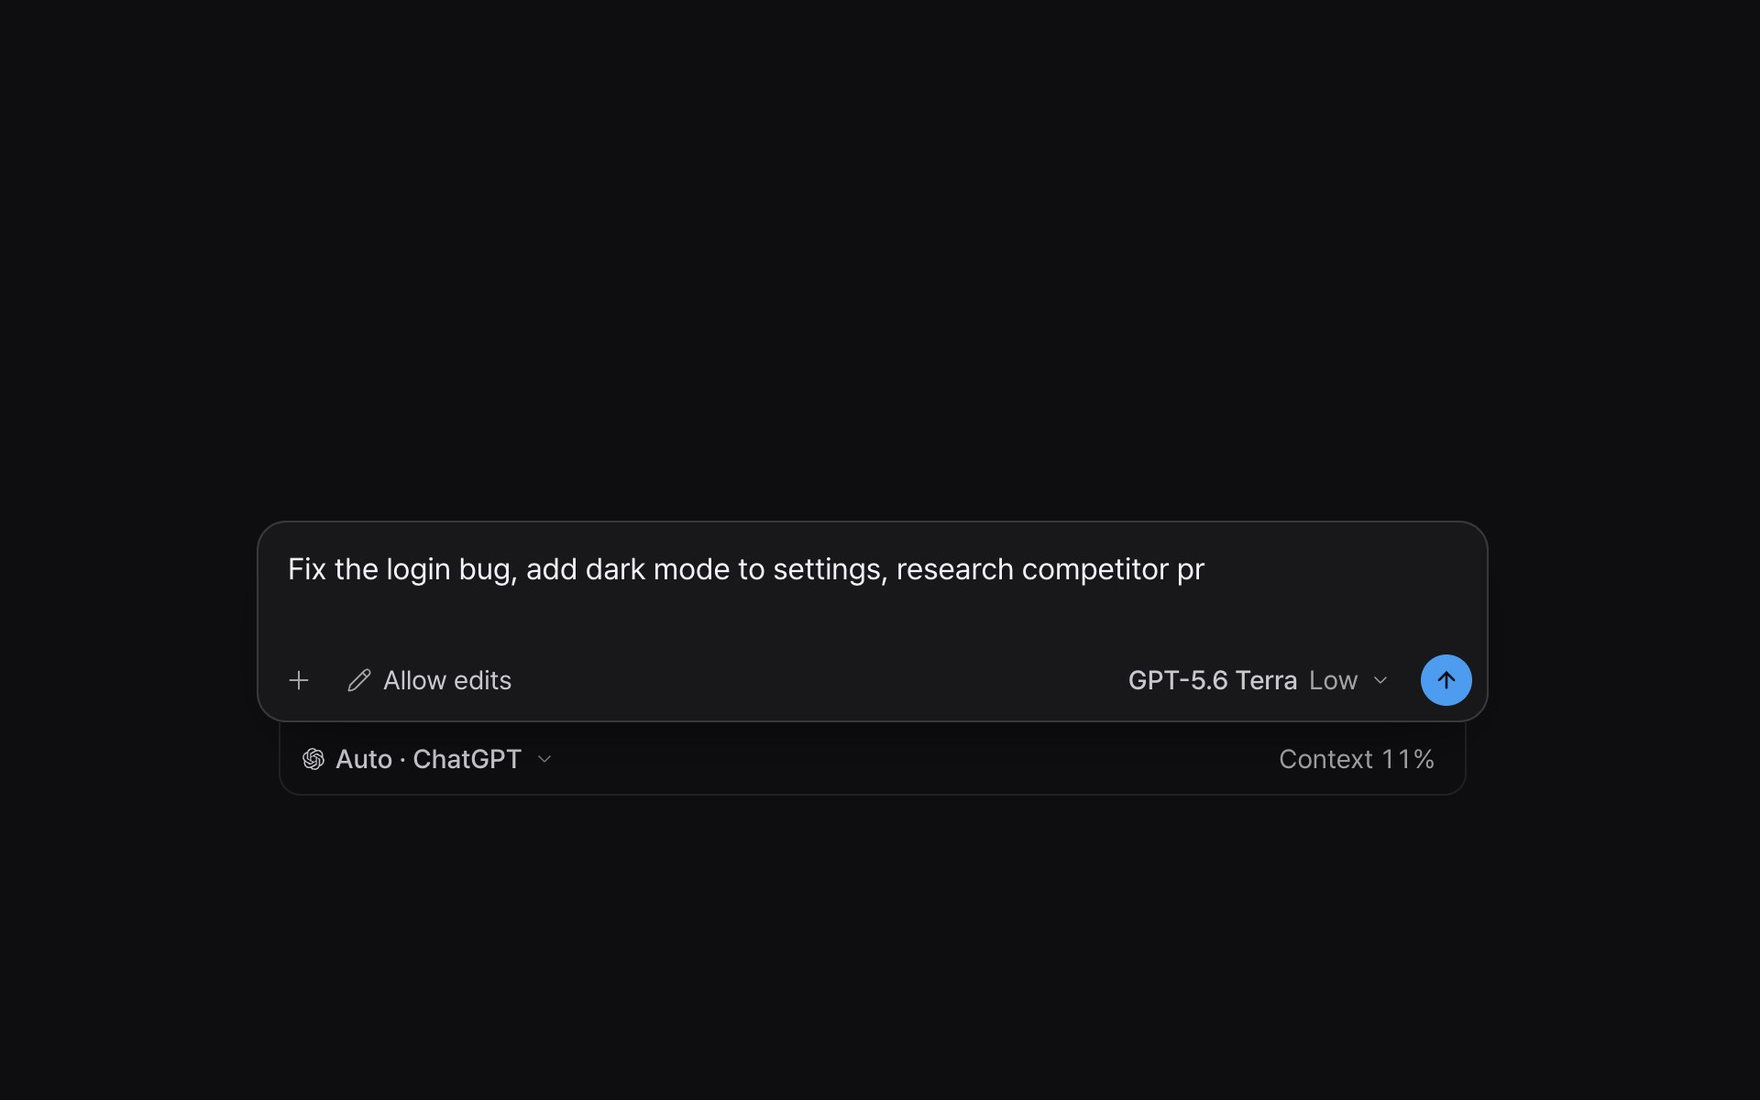 Fix the login bug, add dark mode to settings, research competitor pr
Allow edits
GPT-5.6 Terra Low
Auto · ChatGPT
Context 11%